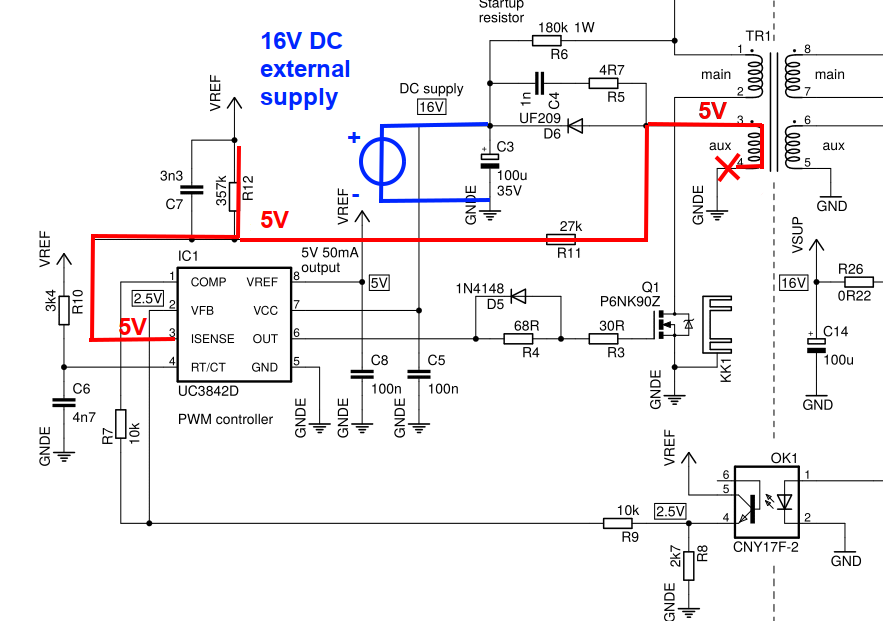 Startup
resistor
180k 1W
R6
TR1
1
8
main
main
2
7
16V DC
external
supply
DC supply
16V
4R7
1n
C4
R5
UF209
D6
5V
3
6
aux
aux
4
5
GNDE
GND
VREF
+
-
+
C3
100u
35V
GNDE
3n3
C7
357k
R12
VREF
5V
27k
R11
VREF
3k4
R10
IC1
5V 50mA
output
1
COMP
VREF
8
5V
2.5V
2
VFB
VCC
7
5V
3
ISENSE
OUT
6
4
RT/CT
GND
5
UC3842D
PWM controller
1N4148
D5
68R
R4
30R
R3
Q1
P6NK90Z
KK1
GNDE
VSUP
16V
R26
0R22
+
C14
100u
GND
C6
4n7
GNDE
R7
10k
GNDE
C8
100n
GNDE
C5
100n
GNDE
VREF
OK1
6
5
4
1
2
CNY17F-2
GND
10k
R9
2.5V
2k7
R8
GNDE